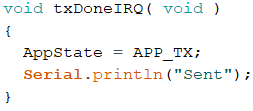 void txDoneIRQ( void )
{
  AppState = APP_TX;
  Serial.println("Sent");
}